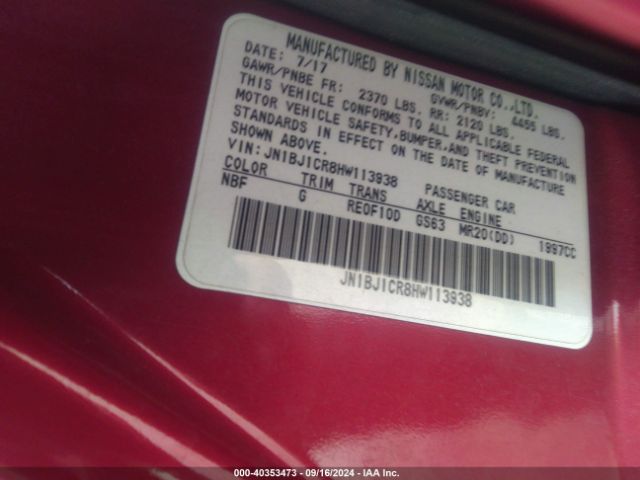 MANUFACTURED BY NISSAN MOTOR CO.,LTD.
DATE: 7/17 GVWR/PNBV: 4455 LBS.
GAWR/PNBE FR: 2370 LBS. RR: 2120 LBS.
THIS VEHICLE CONFORMS TO ALL APPLICABLE FEDERAL
MOTOR VEHICLE SAFETY,BUMPER,AND THEFT PREVENTION
STANDARDS IN EFFECT ON THE DATE OF MANUFACTURE
SHOWN ABOVE.
VIN:JN1BJ1CR8HW113938 PASSENGER CAR
COLOR TRIM TRANS AXLE ENGINE
NBF G RE0F10D GS63 MR20(DD) 1997CC
JN1BJ1CR8HW113938
000-40353473 - 09/16/2024 - IAA Inc.